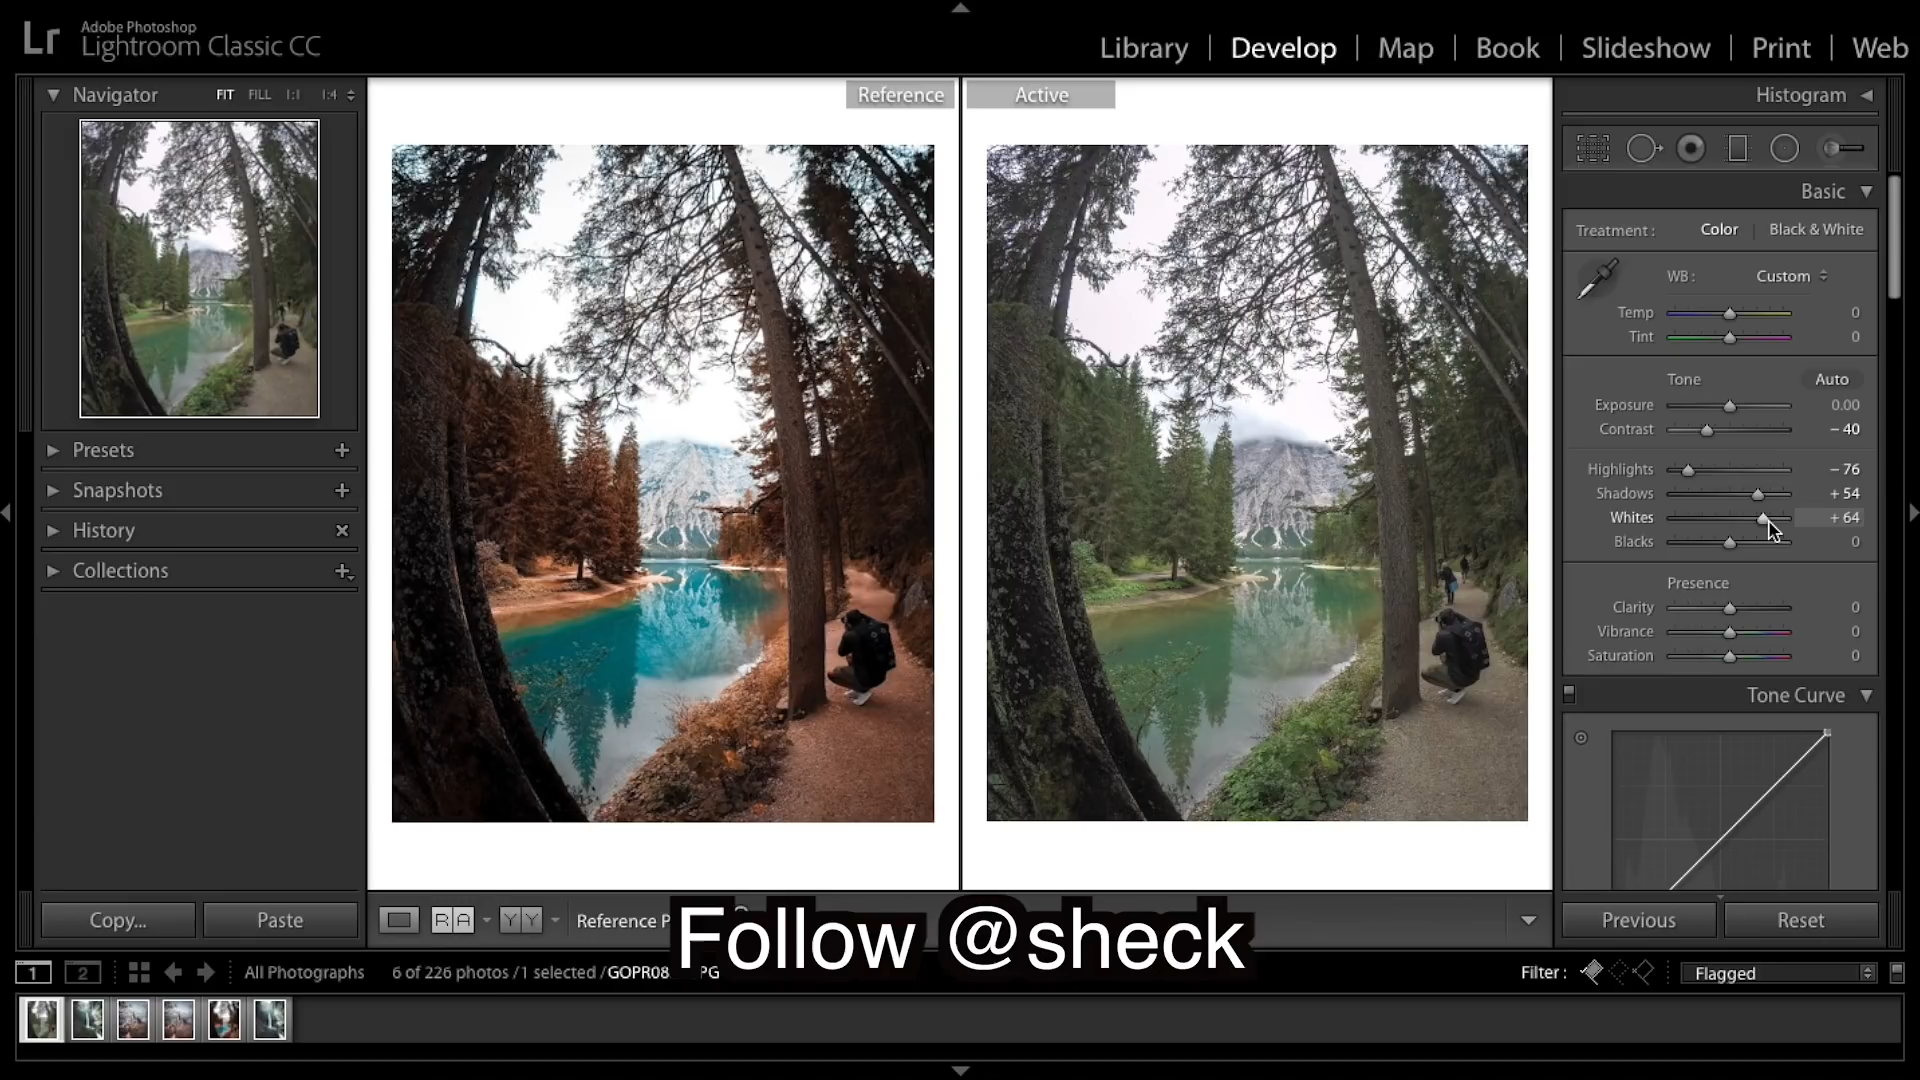 Lr
Adobe Photoshop
Lightroom Classic CC
Library | Develop | Map | Book | Slideshow | Print | Web
Navigator FIT FILL 1:1 1:4
Reference
Active
Histogram
Basic
Treatment : Color Black & White
WB : Custom
Temp 0
Tint 0
Tone Auto
Exposure 0.00
Contrast – 40
Highlights – 76
Shadows + 54
Whites + 64
Blacks 0
Presence
Clarity 0
Vibrance 0
Saturation 0
Tone Curve
Presets
Snapshots
History
Collections
Copy... Paste
RA YY Reference P
Previous Reset
Follow @sheck
1 2 All Photographs 6 of 226 photos /1 selected /GOPR08 PG
Filter : Flagged